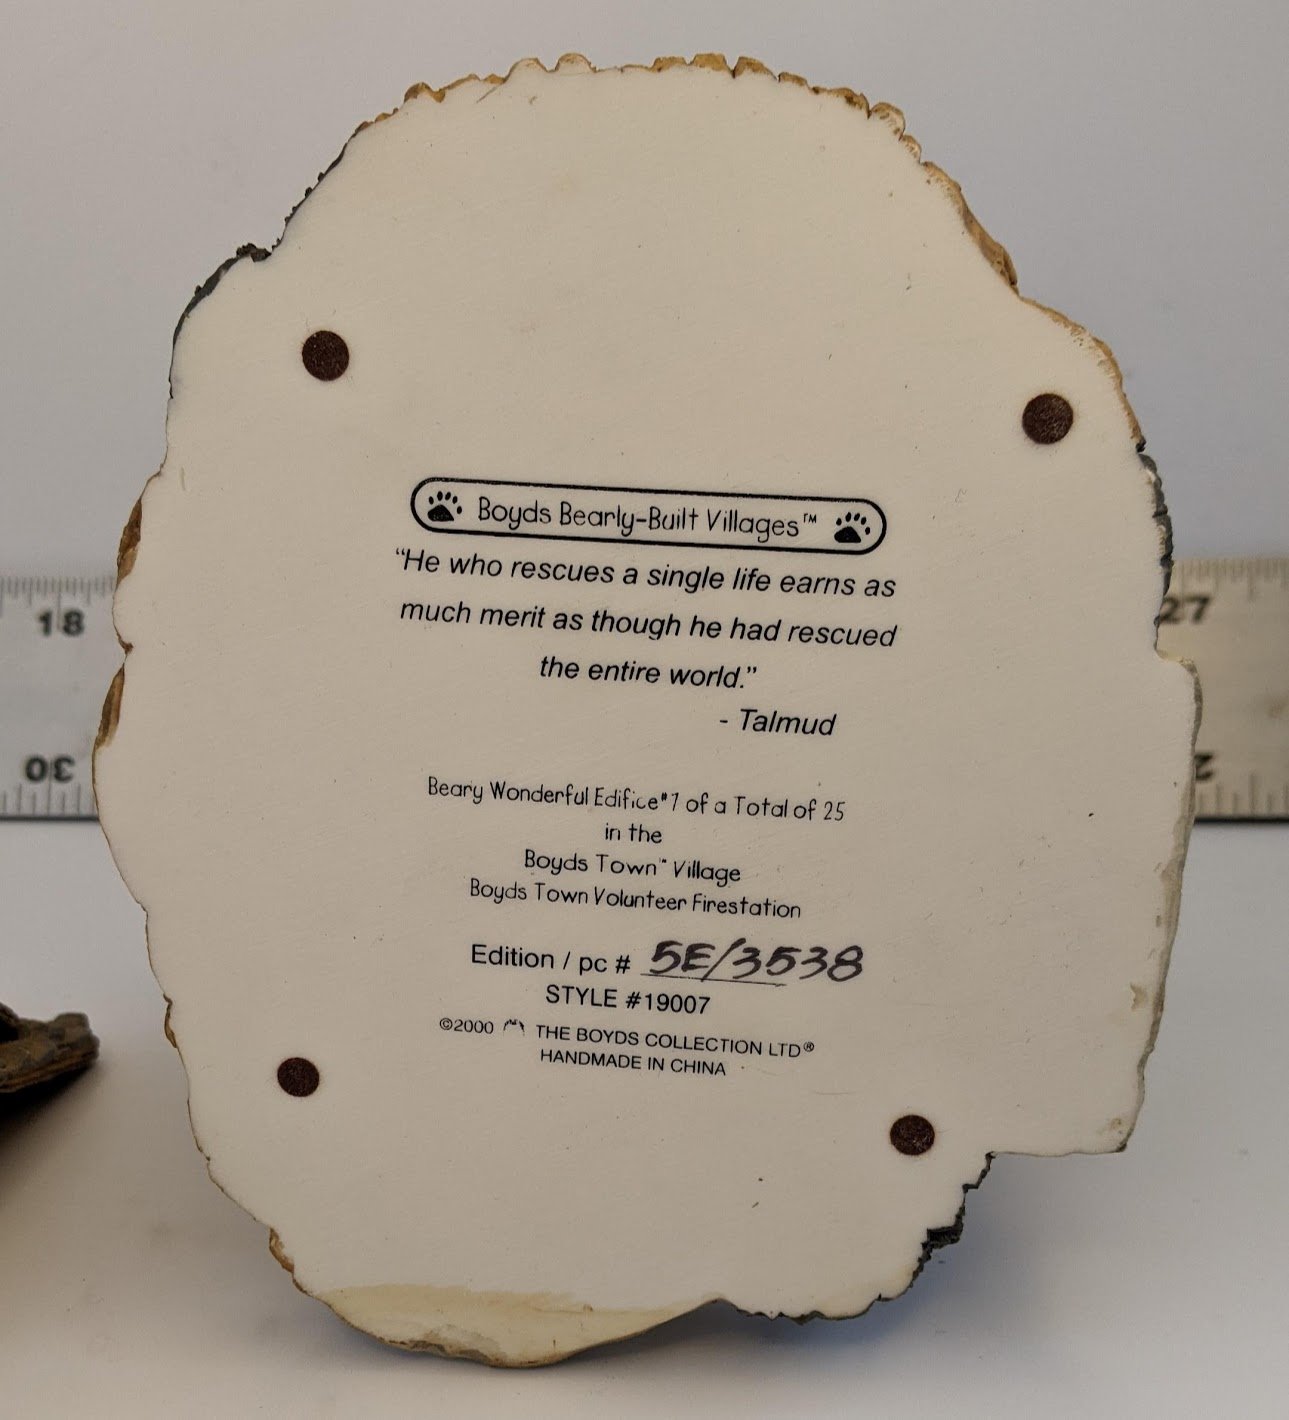 Boyds Bearly-Built Villages™
"He who rescues a single life earns as
much merit as though he had rescued
the entire world."
- Talmud
Beary Wonderful Edifice #7 of a Total of 25
in the
Boyds Town™ Village
Boyds Town Volunteer Firestation
Edition / pc # 5E/3538
STYLE #19007
©2000 THE BOYDS COLLECTION LTD®
HANDMADE IN CHINA
18
30
27
2